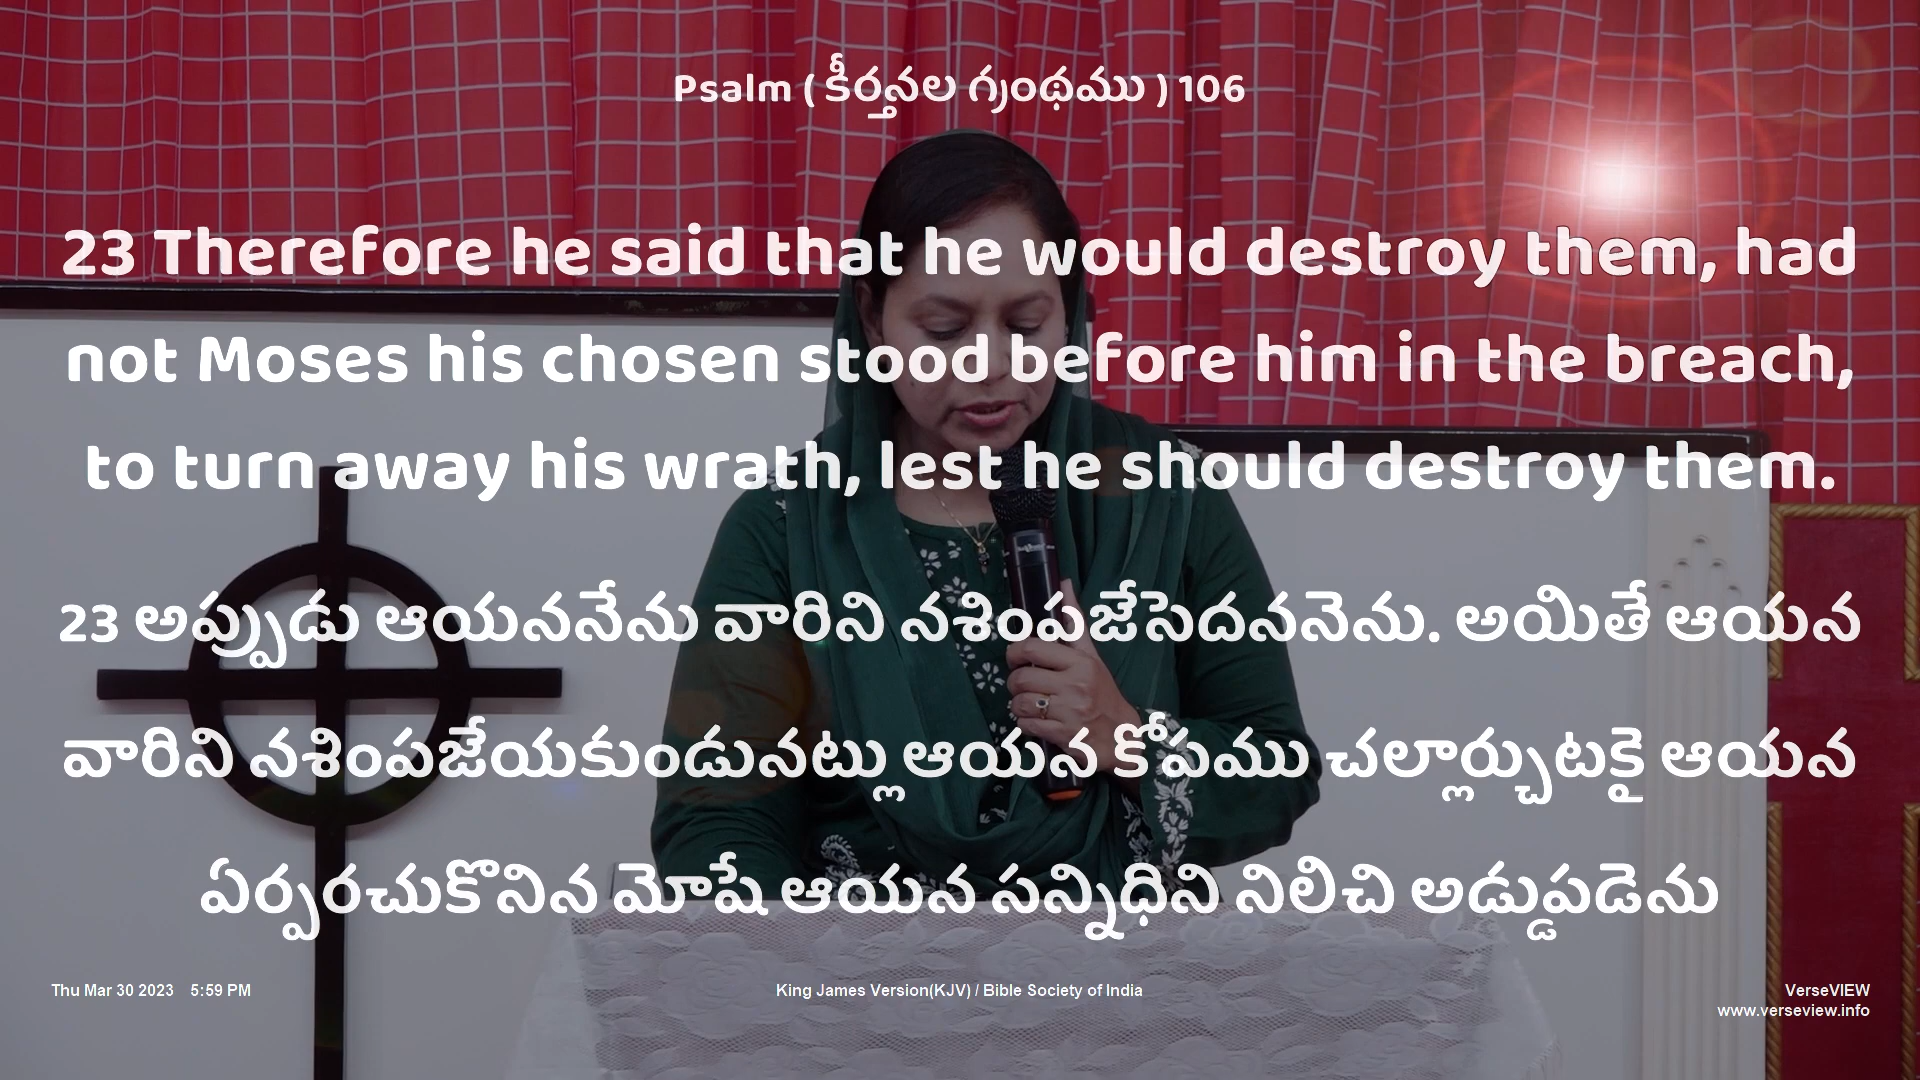 Psalm ( కీర్తనల గ్రంథము ) 106
23 Therefore he said that he would destroy them, had
not Moses his chosen stood before him in the breach,
to turn away his wrath, lest he should destroy them.
23 అప్పుడు ఆయననేను వారిని నశింపజేసెదననెను. అయితే ఆయన
వారిని నశింపజేయకుండునట్లు ఆయన కోపము చల్లార్చుటకై ఆయన
ఏర్పరచుకొనిన మోషే ఆయన సన్నిధిని నిలిచి అడ్డుపడెను
Thu Mar 30 2023 5:59 PM
King James Version(KJV) / Bible Society of India
VerseVIEW
www.verseview.info